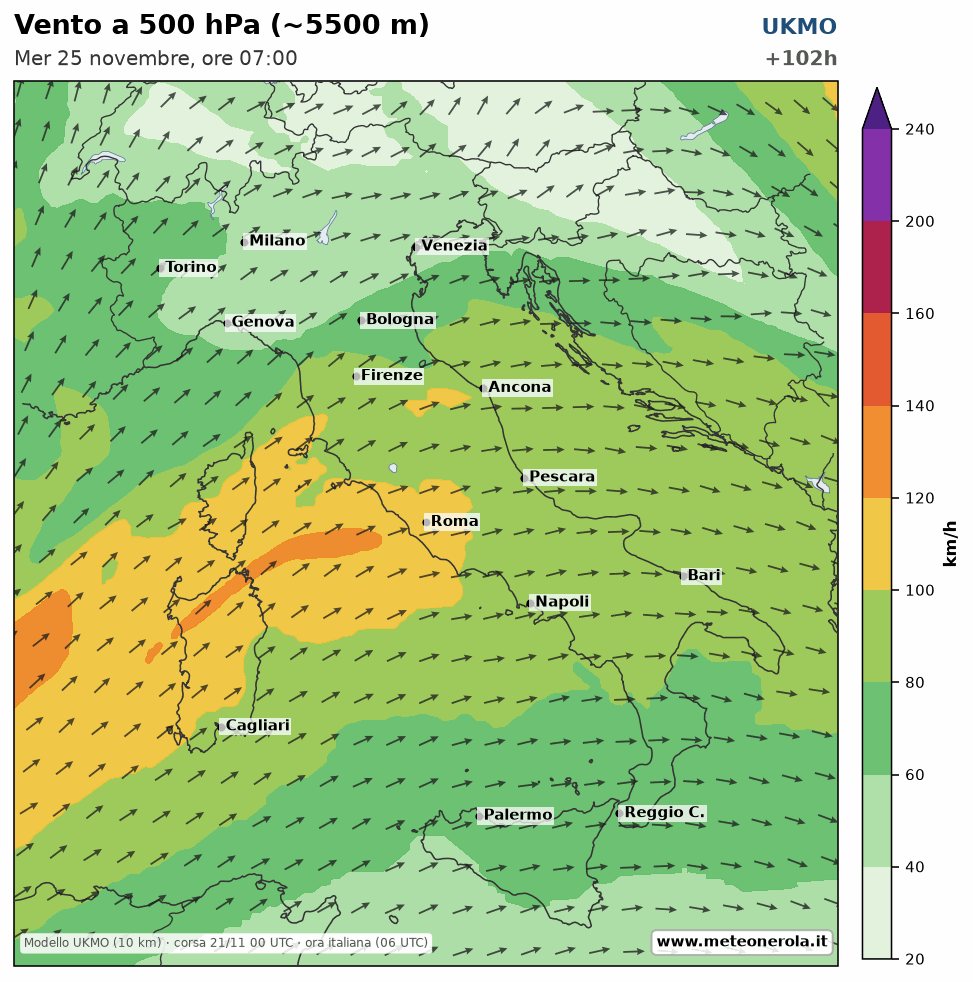 Vento a 500 hPa (~5500 m)
UKMO
Mer 25 novembre, ore 07:00
+102h
240
200
160
140
120
100
80
60
40
20
km/h
Milano
Venezia
Torino
Genova
Bologna
Firenze
Ancona
Pescara
Roma
Bari
Napoli
Cagliari
Palermo
Reggio C.
Modello UKMO (10 km) · corsa 21/11 00 UTC · ora italiana (06 UTC)
www.meteonerola.it